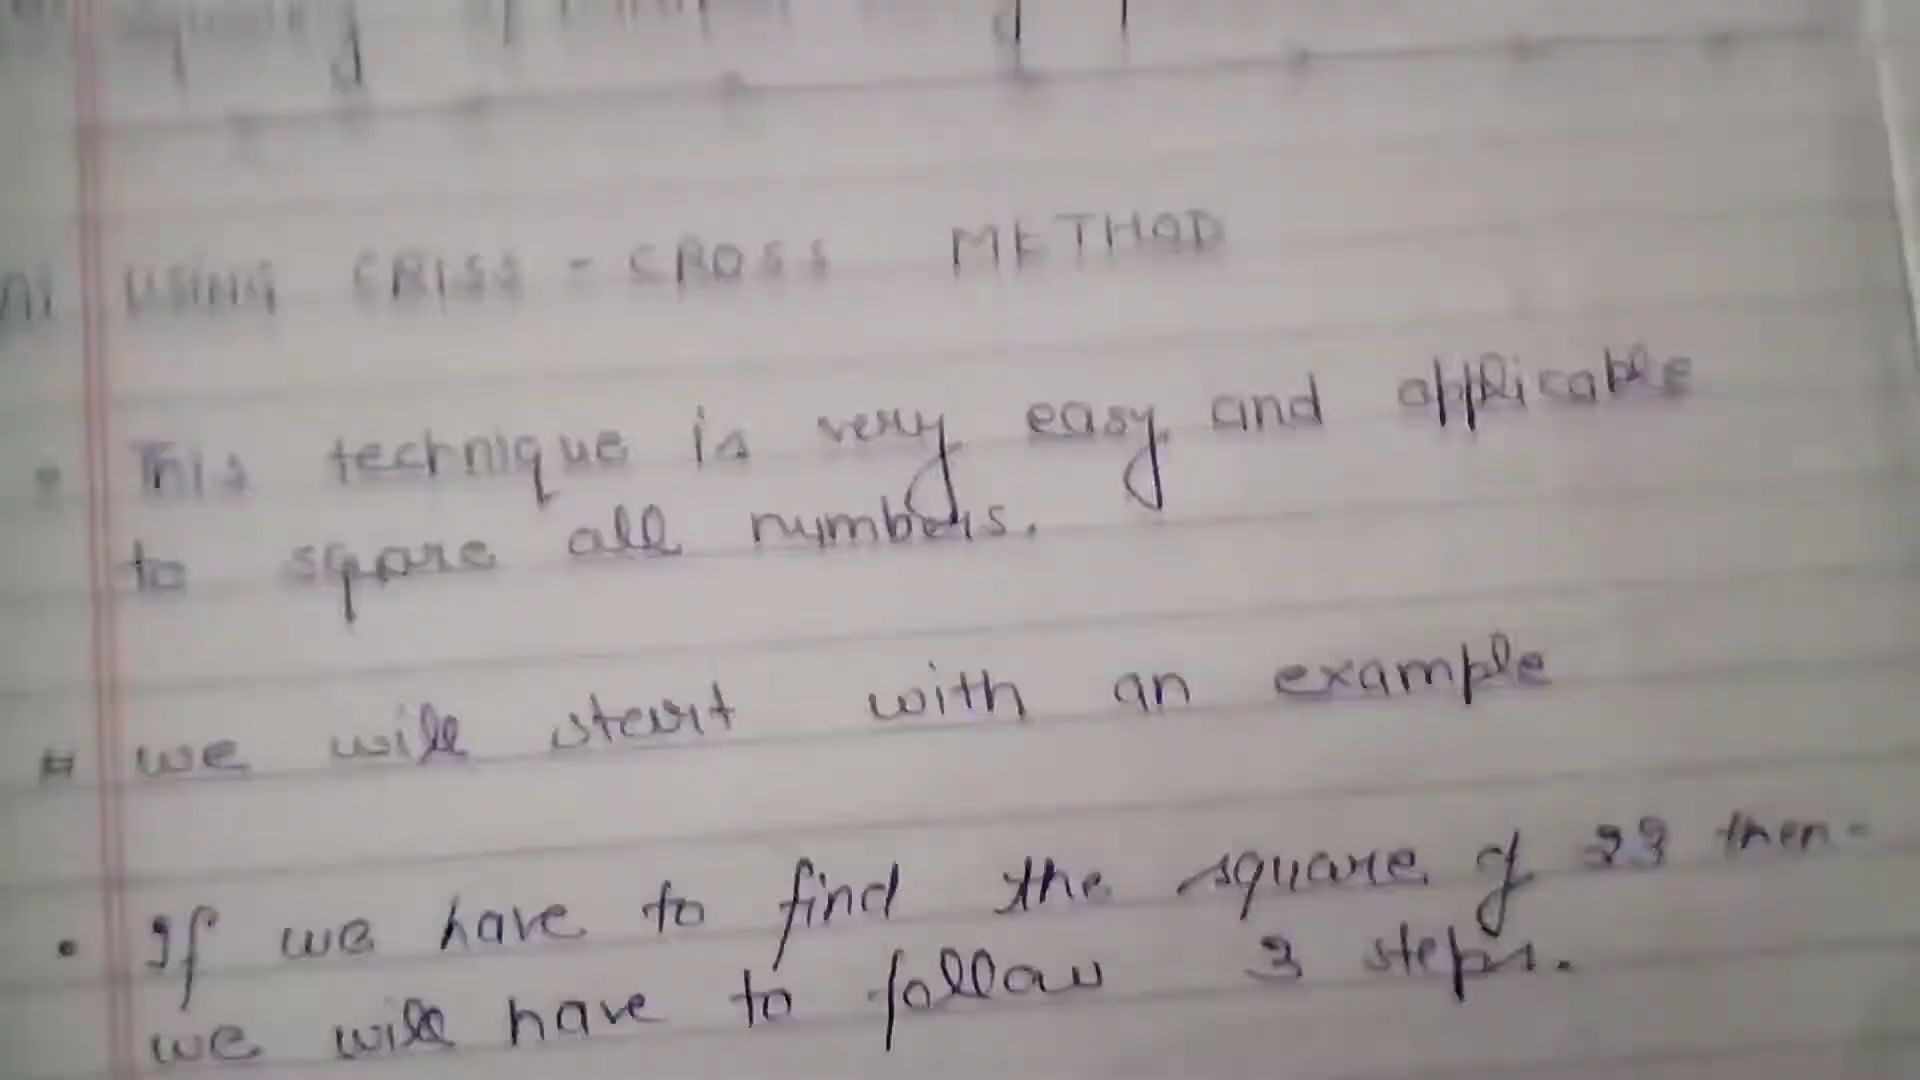 USING CRISS - CROSS METHOD
This technique is very easy and applicable
to square all numbers.
we will start with an example
If we have to find the square of 23 then -
we will have to follow 3 steps.